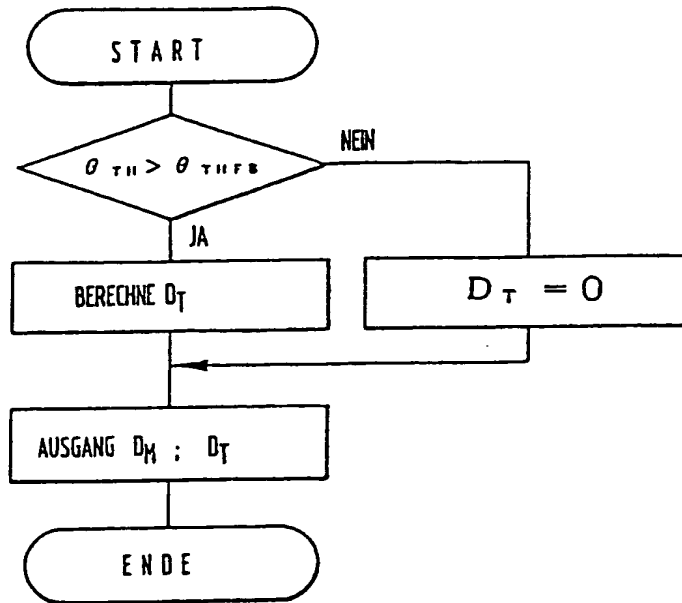 START
θ TH > θ THFB
NEIN
JA
BERECHNE DT
DT = 0
AUSGANG DM ; DT
ENDE